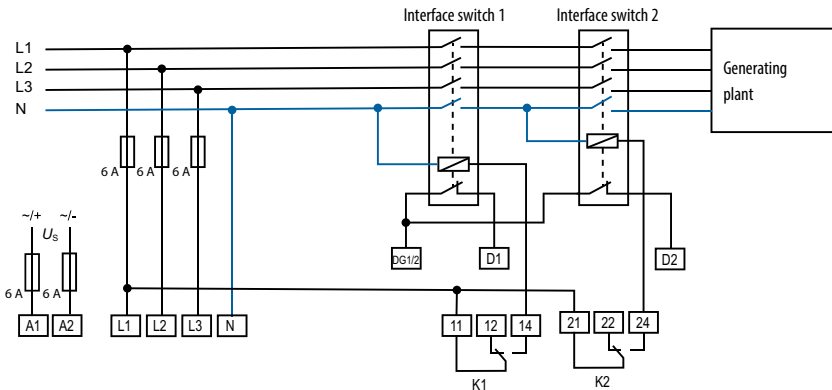 Interface switch 1 Interface switch 2
L1
L2
L3
N
Generating
plant
6 A 6 A 6 A
~/+ ~/-
US
6 A 6 A
DG1/2 D1 D2
A1 A2 L1 L2 L3 N 11 12 14 21 22 24
K1 K2